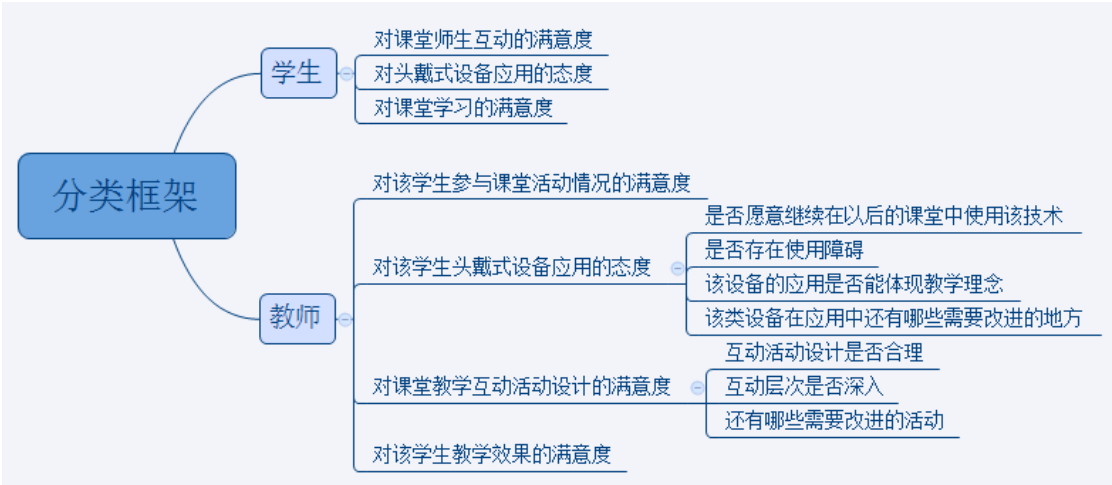 分类框架
学生
对课堂师生互动的满意度
对头戴式设备应用的态度
对课堂学习的满意度
教师
对该学生参与课堂活动情况的满意度
对该学生头戴式设备应用的态度
是否愿意继续在以后的课堂中使用该技术
是否存在使用障碍
该设备的应用是否能体现教学理念
该类设备在应用中还有哪些需要改进的地方
对课堂教学互动活动设计的满意度
互动活动设计是否合理
互动层次是否深入
还有哪些需要改进的活动
对该学生教学效果的满意度